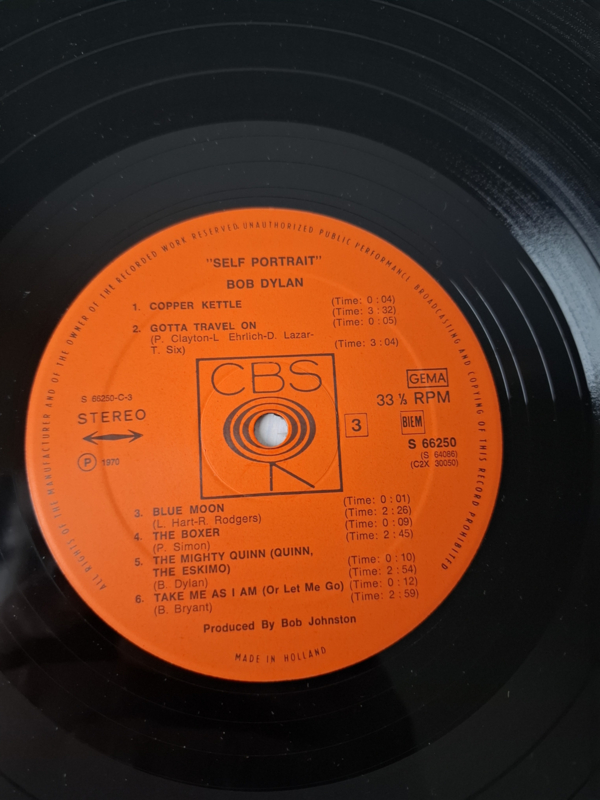 ALL RIGHTS OF THE MANUFACTURER AND OF THE OWNER OF THE RECORDED WORK RESERVED. UNAUTHORIZED PUBLIC PERFORMANCE BROADCASTING AND COPYING OF THIS RECORD PROHIBITED
"SELF PORTRAIT"
BOB DYLAN
1. COPPER KETTLE (Time: 0:04)
(Time: 3:32)
2. GOTTA TRAVEL ON (Time: 0:05)
(P. Clayton-L Ehrlich-D. Lazar-
T. Six) (Time: 3:04)
CBS
S 66250-C-3
STEREO
Ⓟ 1970
GEMA
33 ⅓ RPM
3 BIEM
S 66250
(S 64086)
(C2X 30050)
3. BLUE MOON (Time: 0:01)
(L. Hart-R. Rodgers) (Time: 2:26)
4. THE BOXER (Time: 0:09)
(P. Simon) (Time: 2:45)
5. THE MIGHTY QUINN (QUINN, (Time: 0:10)
THE ESKIMO) (Time: 2:54)
(B. Dylan)
6. TAKE ME AS I AM (Or Let Me Go) (Time: 0:12)
(B. Bryant) (Time: 2:59)
Produced By Bob Johnston
MADE IN HOLLAND